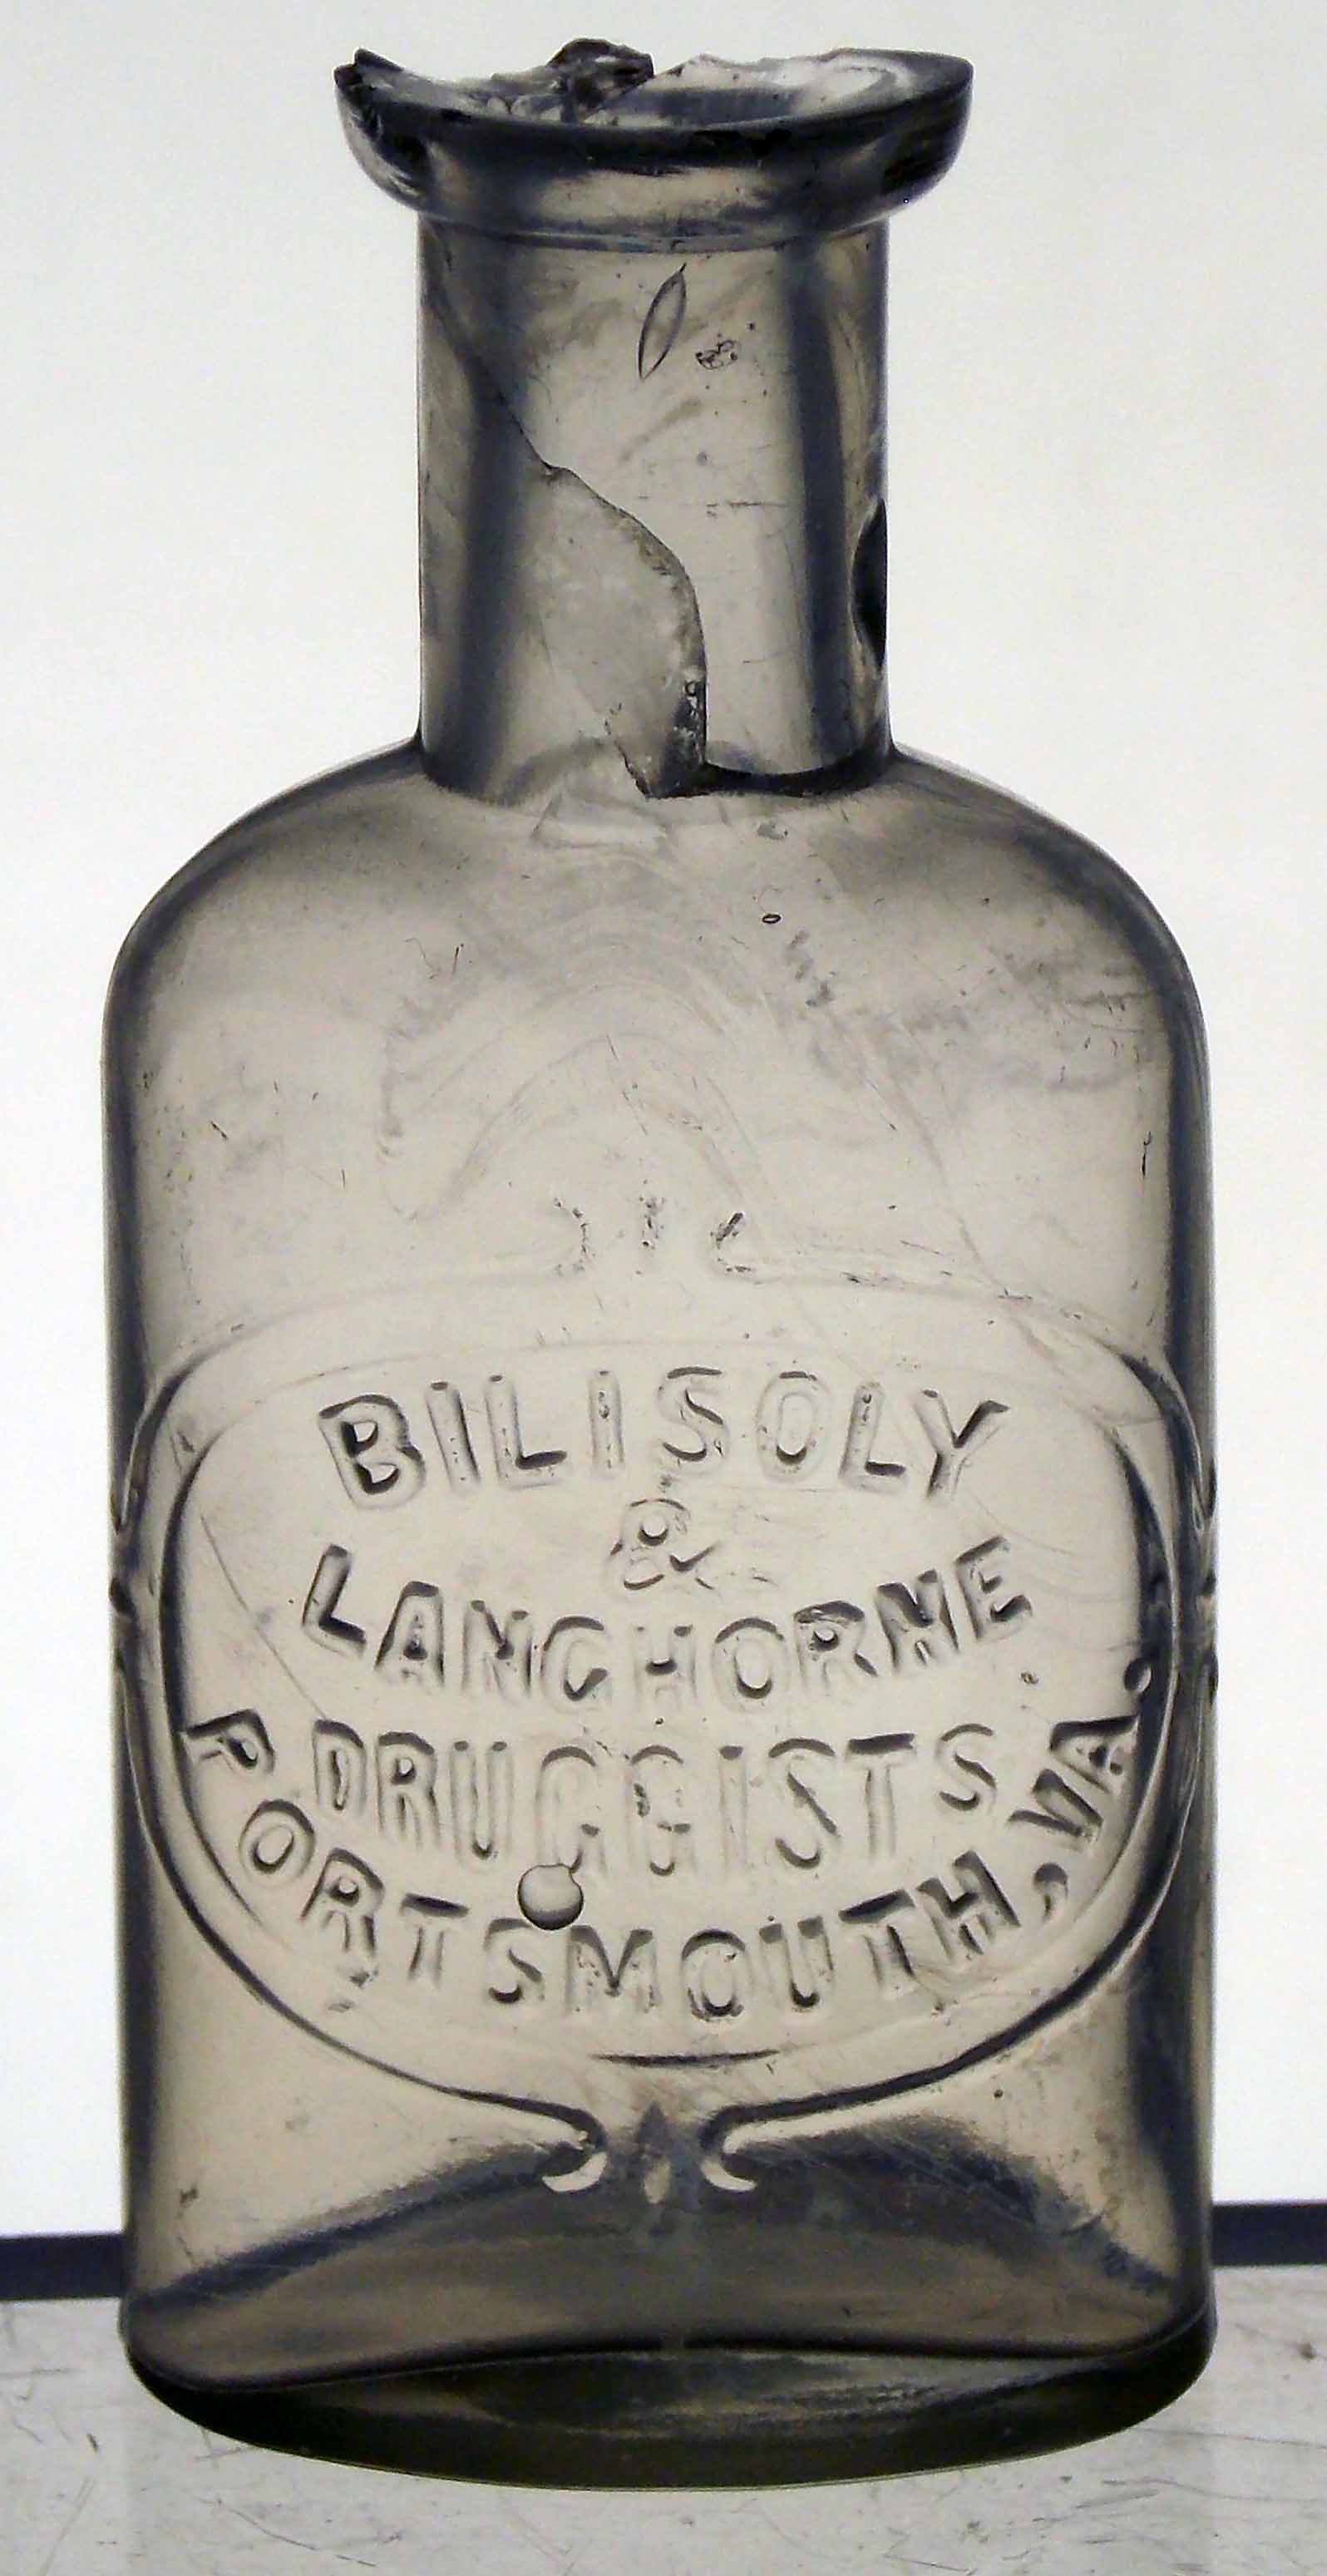 BILISOLY
&
LANGHORNE
DRUGGISTS
PORTSMOUTH, VA.